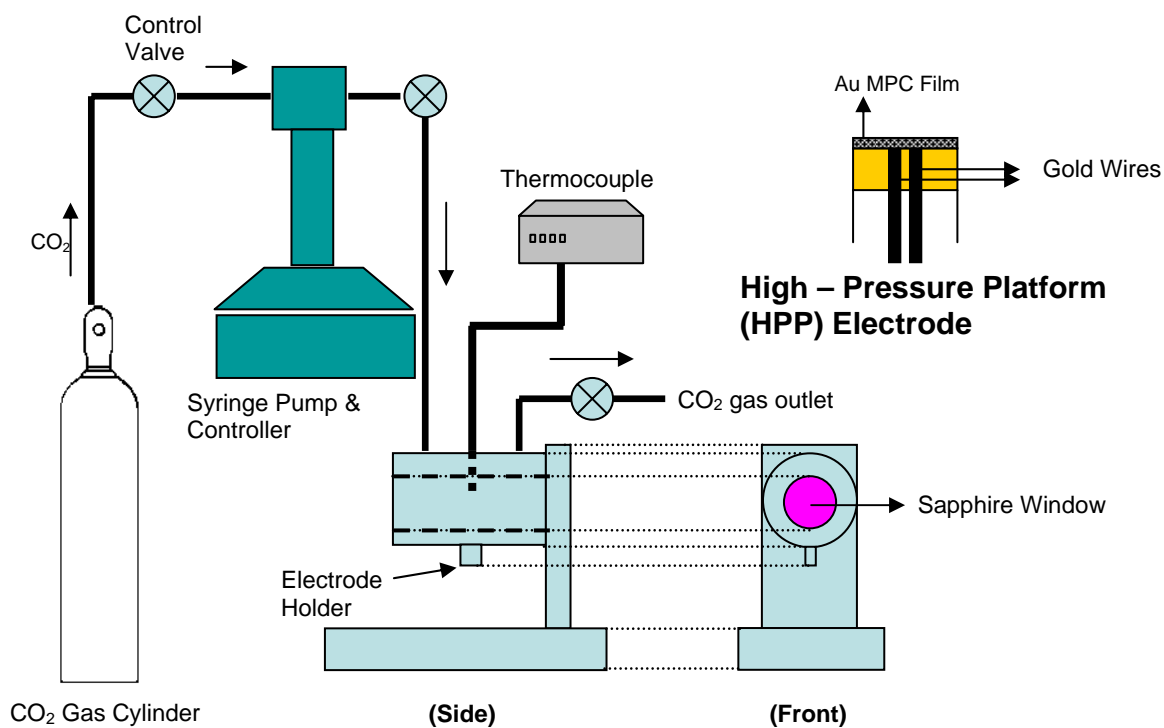 Control
Valve
Au MPC Film
Gold Wires
Thermocouple
CO₂
High – Pressure Platform
(HPP) Electrode
Syringe Pump &
Controller
CO₂ gas outlet
Sapphire Window
Electrode
Holder
CO₂ Gas Cylinder
(Side)
(Front)